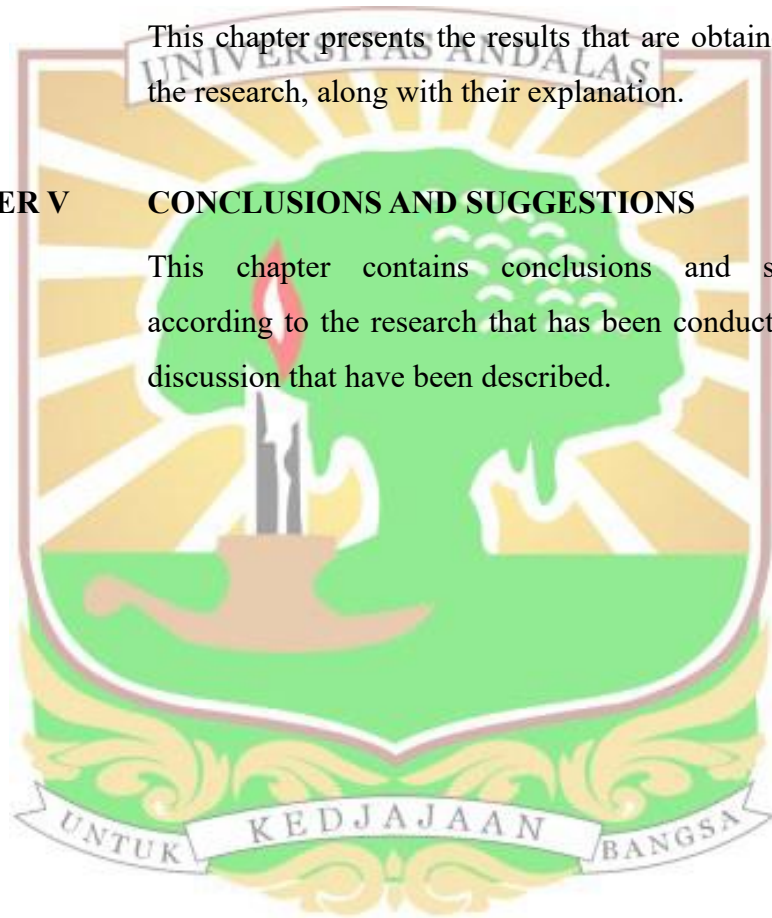 This chapter presents the results that are obtain
UNIVERSITAS ANDALAS
the research, along with their explanation.
ER V CONCLUSIONS AND SUGGESTIONS
This chapter contains conclusions and s
according to the research that has been conduct
discussion that have been described.
UNTUK KEDJAJAAN BANGSA